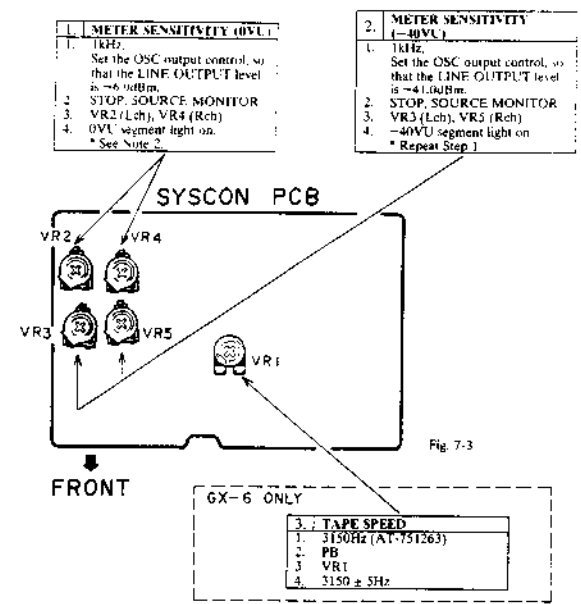 1. METER SENSITIVITY (0VU)
1. 1kHz,
Set the OSC output control, so
that the LINE OUTPUT level
is −6.0dBm.
2 STOP, SOURCE MONITOR
3. VR2 (Lch), VR4 (Rch)
4. 0VU segment light on.
* See Note 2.
2. METER SENSITIVITY
(−40VU)
1. 1kHz,
Set the OSC output control, so
that the LINE OUTPUT level
is −41.0dBm.
2. STOP, SOURCE MONITOR
3. VR3 (Lch), VR5 (Rch)
4. −40VU segment light on
* Repeat Step 1
SYSCON PCB
VR2
VR4
VR3
VR5
VR1
Fig. 7-3
FRONT
GX-6 ONLY
3. TAPE SPEED
1. 3150Hz (AT-751263)
2. PB
3 VR1
4. 3150 ± 5Hz